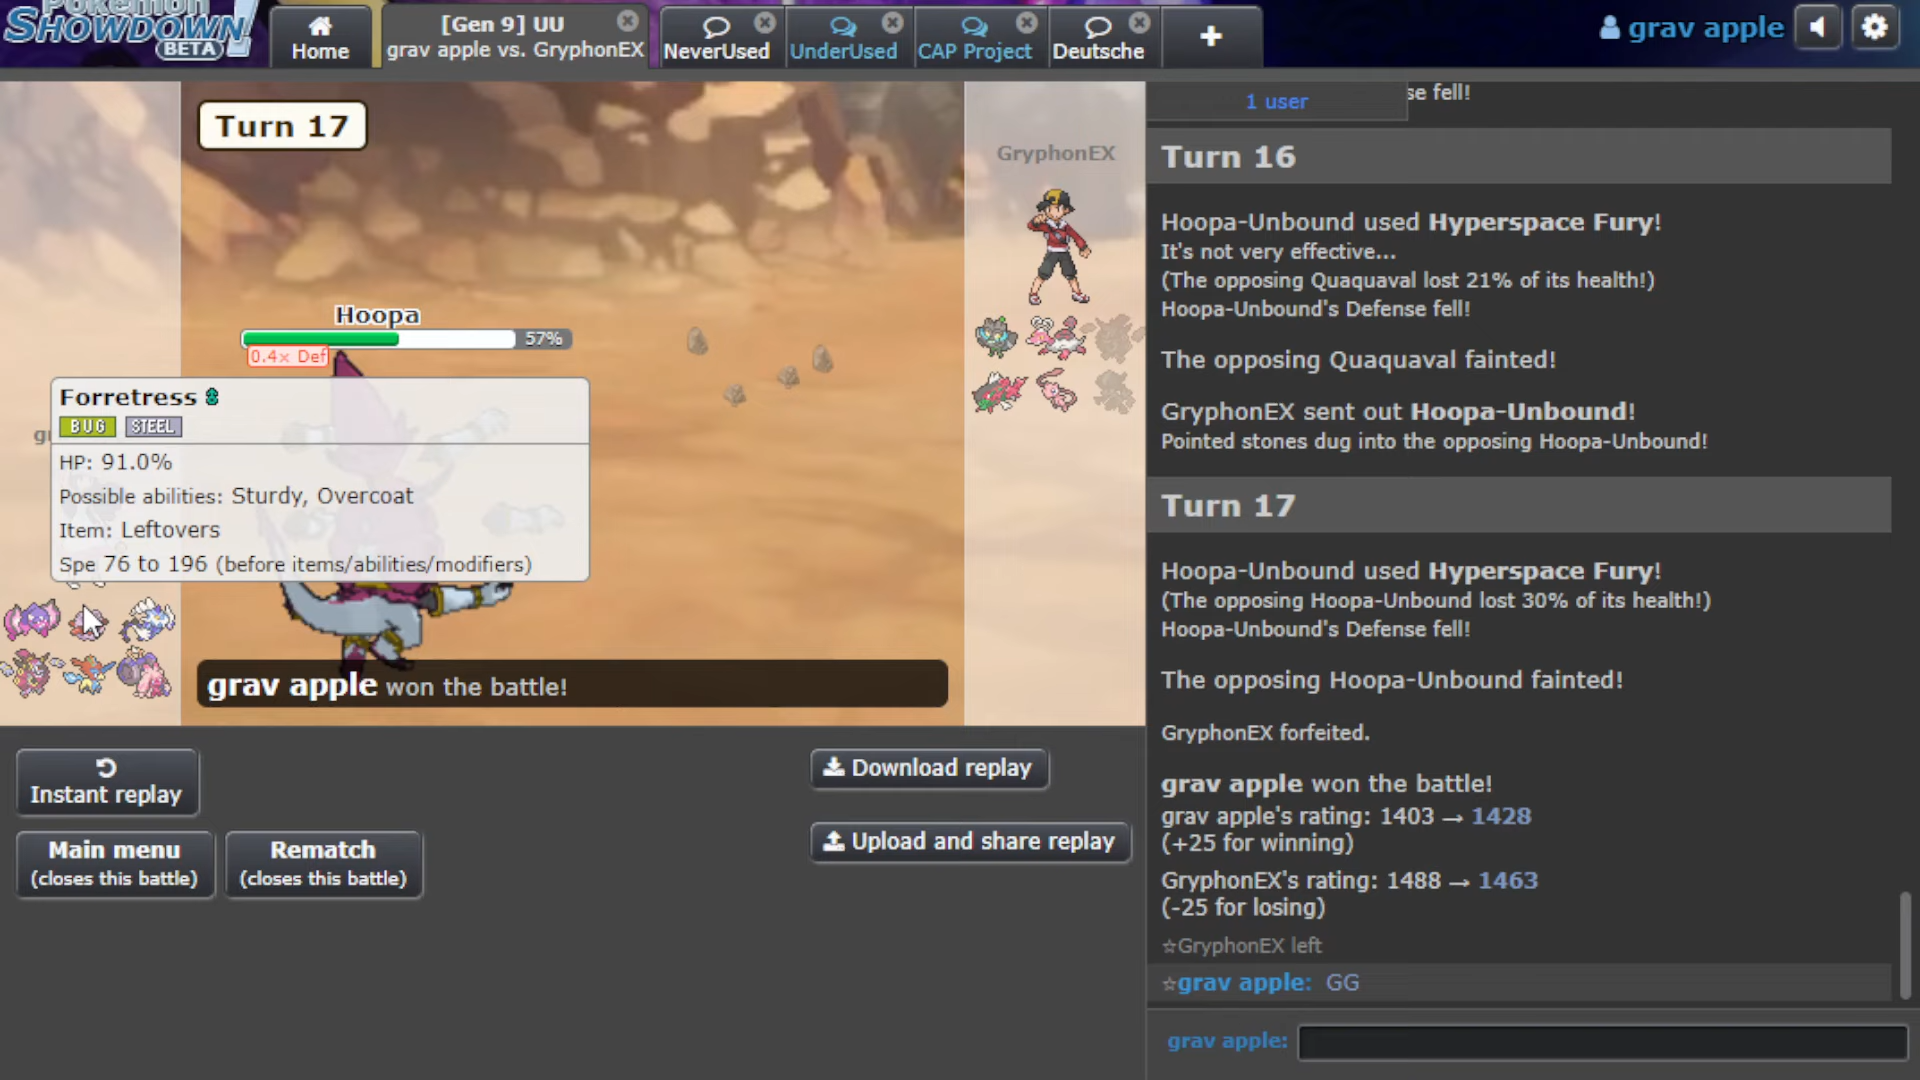 Pokémon
SHOWDOWN!
BETA
Home
[Gen 9] UU
grav apple vs. GryphonEX
NeverUsed
UnderUsed
CAP Project
Deutsche
+
grav apple
Turn 17
GryphonEX
Hoopa
57%
0.4× Def
Forretress
BUG STEEL
HP: 91.0%
Possible abilities: Sturdy, Overcoat
Item: Leftovers
Spe 76 to 196 (before items/abilities/modifiers)
grav apple won the battle!
Instant replay
Download replay
Upload and share replay
Main menu
(closes this battle)
Rematch
(closes this battle)
1 user
se fell!
Turn 16
Hoopa-Unbound used Hyperspace Fury!
It's not very effective...
(The opposing Quaquaval lost 21% of its health!)
Hoopa-Unbound's Defense fell!
The opposing Quaquaval fainted!
GryphonEX sent out Hoopa-Unbound!
Pointed stones dug into the opposing Hoopa-Unbound!
Turn 17
Hoopa-Unbound used Hyperspace Fury!
(The opposing Hoopa-Unbound lost 30% of its health!)
Hoopa-Unbound's Defense fell!
The opposing Hoopa-Unbound fainted!
GryphonEX forfeited.
grav apple won the battle!
grav apple's rating: 1403 → 1428
(+25 for winning)
GryphonEX's rating: 1488 → 1463
(-25 for losing)
☆GryphonEX left
☆grav apple: GG
grav apple: